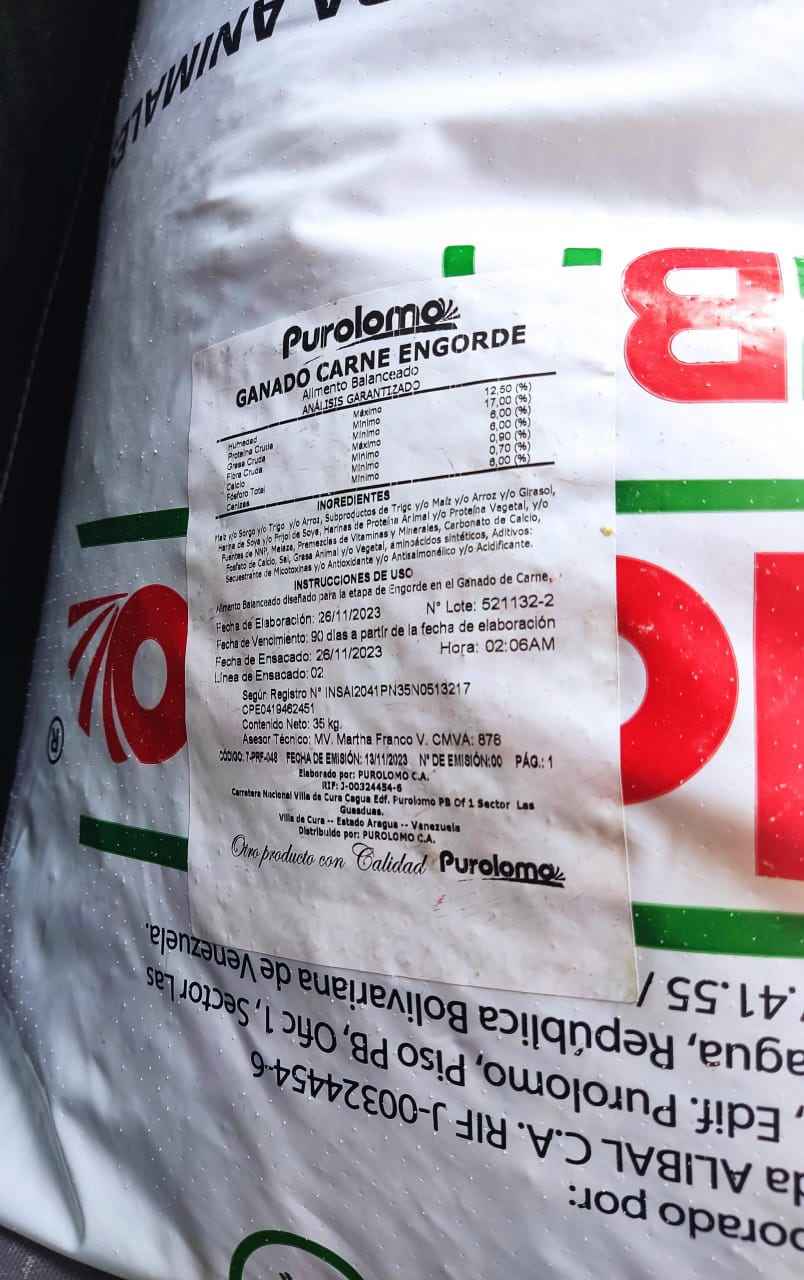 ANIMALES
B
Purolomo
GANADO CARNE ENGORDE
Alimento Balanceado
ANÁLISIS GARANTIZADO
Humedad Máximo 12,50 (%)
Proteína Cruda Mínimo 17,00 (%)
Grasa Cruda Mínimo 6,00 (%)
Fibra Cruda Máximo 6,00 (%)
Calcio Mínimo 0,90 (%)
Fósforo Total Mínimo 0,70 (%)
Cenizas Mínimo 6,00 (%)
INGREDIENTES
Maíz y/o Sorgo y/o Trigo y/o Arroz, Subproductos de Trigo y/o Maíz y/o Arroz y/o Girasol,
Harina de Soya y/o Frijol de Soya, Harinas de Proteína Animal y/o Proteína Vegetal, y/o
Fuentes de NNP, Melaza, Premezclas de Vitaminas y Minerales, Carbonato de Calcio,
Fosfato de Calcio, Sal, Grasa Animal y/o Vegetal, aminoácidos sintéticos, Aditivos:
Secuestrante de Micotoxinas y/o Antioxidante y/o Antisalmonélico y/o Acidificante.
INSTRUCCIONES DE USO
Alimento Balanceado diseñado para la etapa de Engorde en el Ganado de Carne.
Fecha de Elaboración: 26/11/2023 N° Lote: 521132-2
Fecha de Vencimiento: 90 días a partir de la fecha de elaboración
Fecha de Ensacado: 26/11/2023 Hora: 02:06AM
Línea de Ensacado: 02
Según Registro N° INSAI2041PN35N0513217
CPE0419462451
Contenido Neto: 35 kg.
Asesor Técnico: MV. Martha Franco V. CMVA: 876
CÓDIGO: 7-PRF-048 FECHA DE EMISIÓN: 13/11/2023 N° DE EMISIÓN:00 PÁG.: 1
Elaborado por: PUROLOMO C.A.
RIF: J-00324454-6
Carretera Nacional Villa de Cura Cagua Edf. Purolomo PB Of 1 Sector Las
Guasduas.
Villa de Cura -- Estado Aragua -- Venezuela
Distribuido por: PUROLOMO C.A.
Otro producto con Calidad Purolomo
®
orado por:
da ALIBAL C.A. RIF J-00324454-6
, Edif. Purolomo, Piso PB, Ofic 1, Sector Las
agua, República Bolivariana de Venezuela.
.41.55 /